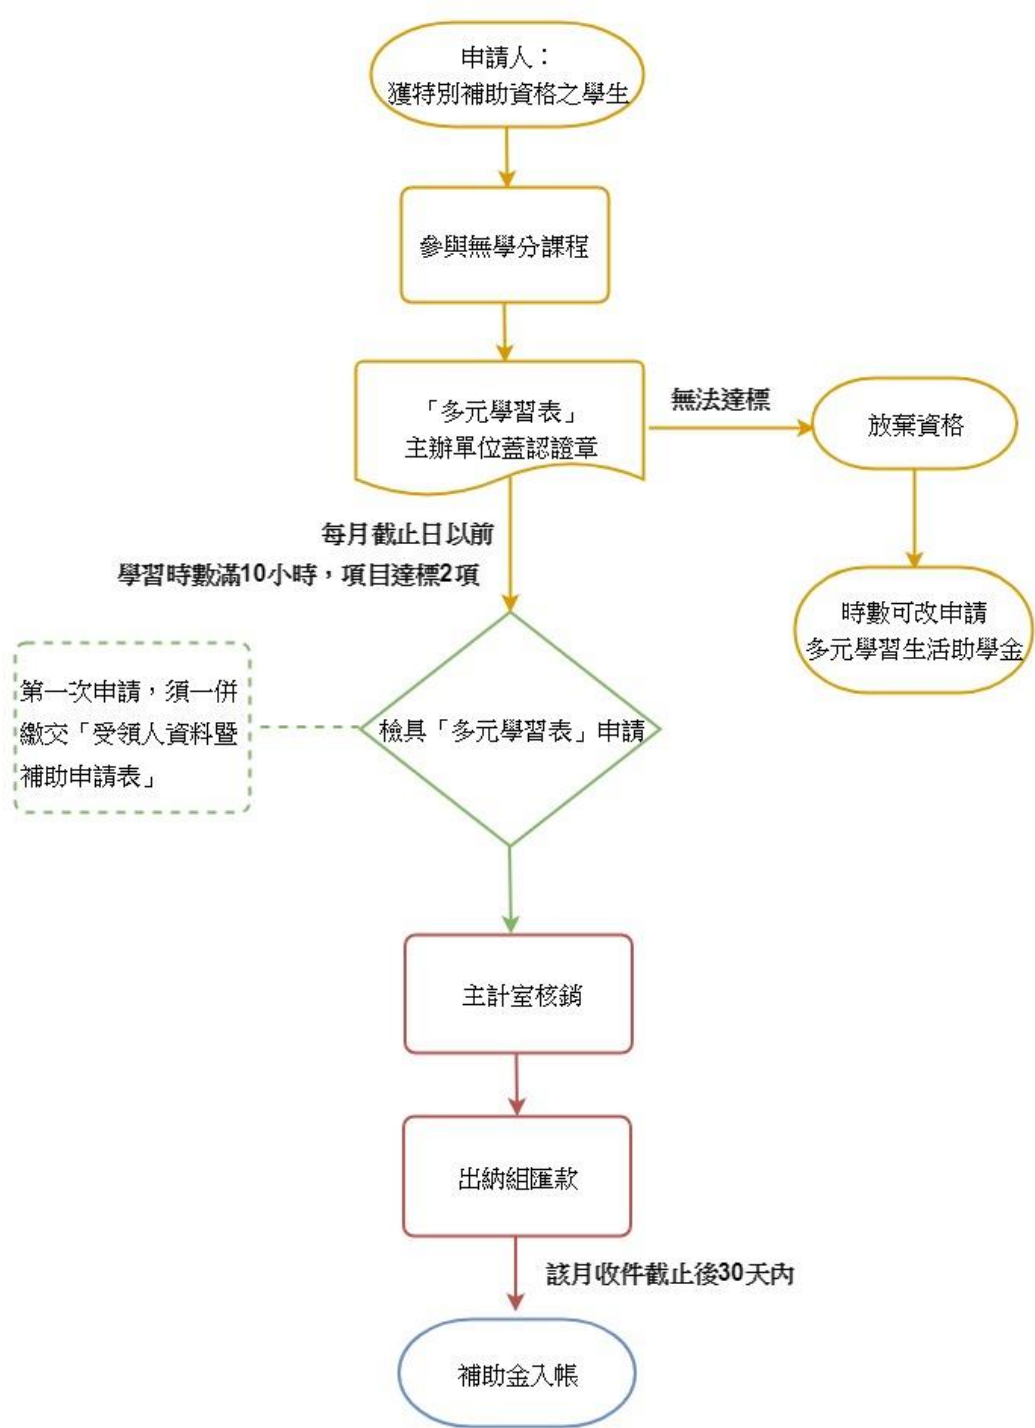 申請人：
獲特別補助資格之學生
參與無學分課程
「多元學習表」
主辦單位蓋認證章
無法達標
放棄資格
時數可改申請
多元學習生活助學金
每月截止日以前
學習時數滿10小時，項目達標2項
第一次申請，須一併
繳交「受領人資料暨
補助申請表」
檢具「多元學習表」申請
主計室核銷
出納組匯款
該月收件截止後30天內
補助金入帳